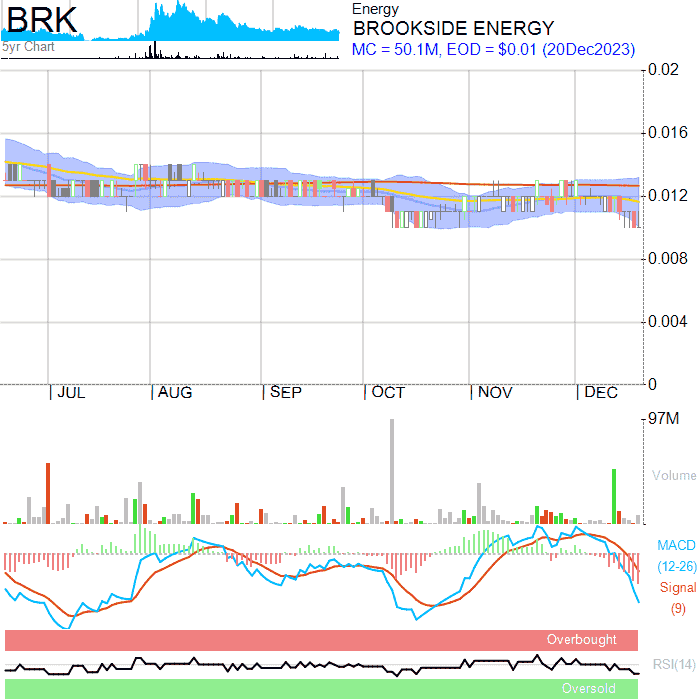 BRK
5yr Chart
Energy
BROOKSIDE ENERGY
MC = 50.1M, EOD = $0.01 (20Dec2023)
0.02
0.016
0.012
0.008
0.004
0
JUL AUG SEP OCT NOV DEC
97M
Volume
MACD
(12-26)
Signal
(9)
Overbought
RSI(14)
Oversold